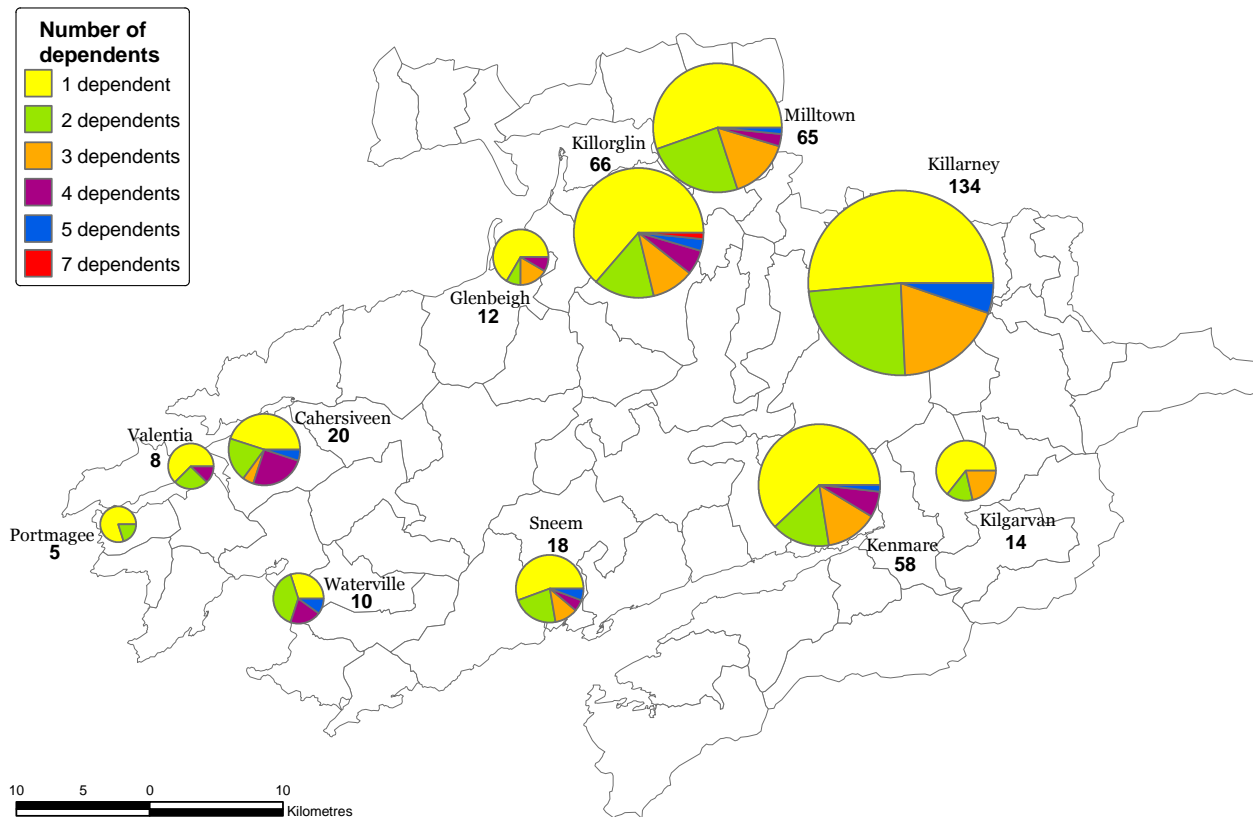 Number of
dependents
1 dependent
2 dependents
3 dependents
4 dependents
5 dependents
7 dependents
Milltown
65
Killorglin
66
Killarney
134
Glenbeigh
12
Cahersiveen
20
Valentia
8
Portmagee
5
Sneem
18
Kenmare
58
Kilgarvan
14
Waterville
10
10 5 0 10
Kilometres